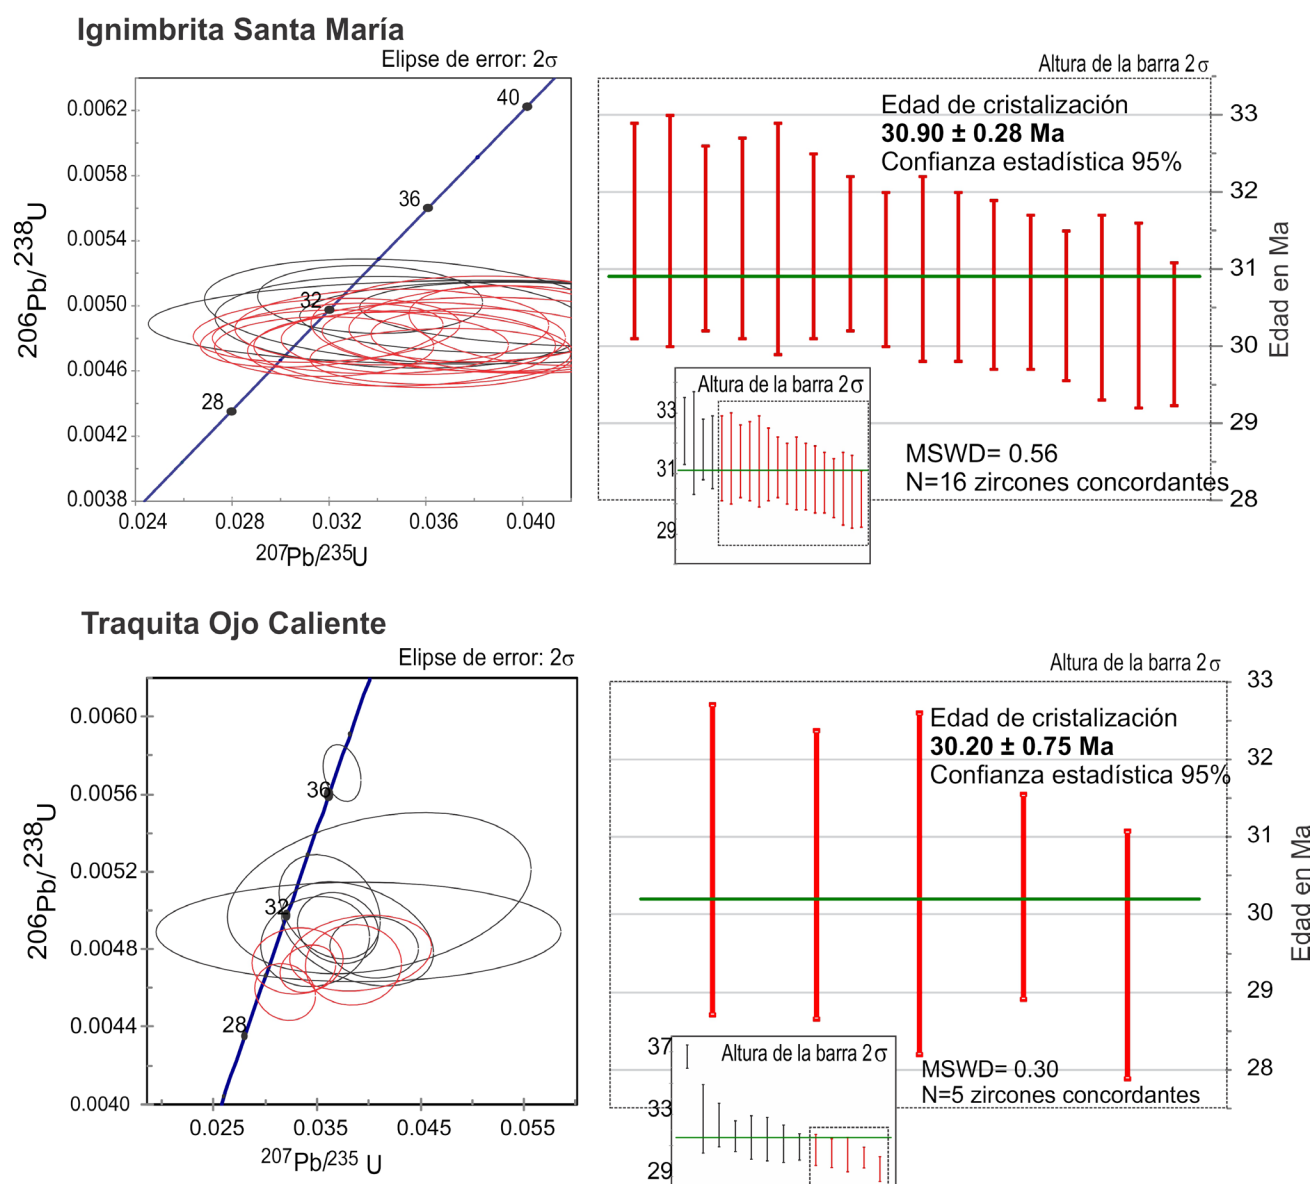 Ignimbrita Santa María
Elipse de error: 2σ
0.0062
0.0058
0.0054
0.0050
0.0046
0.0042
0.0038
206Pb/238U
40
36
32
28
0.024
0.028
0.032
0.036
0.040
207Pb/235U
Altura de la barra 2σ
Edad de cristalización
30.90 ± 0.28 Ma
Confianza estadística 95%
33
32
31
30
29
28
Edad en Ma
MSWD= 0.56
N=16 zircones concordantes
Altura de la barra 2σ
33
31
29
Traquita Ojo Caliente
Elipse de error: 2σ
0.0060
0.0056
0.0052
0.0048
0.0044
0.0040
206Pb/238U
36
32
28
0.025
0.035
0.045
0.055
207Pb/235 U
Altura de la barra 2σ
Edad de cristalización
30.20 ± 0.75 Ma
Confianza estadística 95%
33
32
31
30
29
28
Edad en Ma
MSWD= 0.30
N=5 zircones concordantes
Altura de la barra 2σ
37
33
29